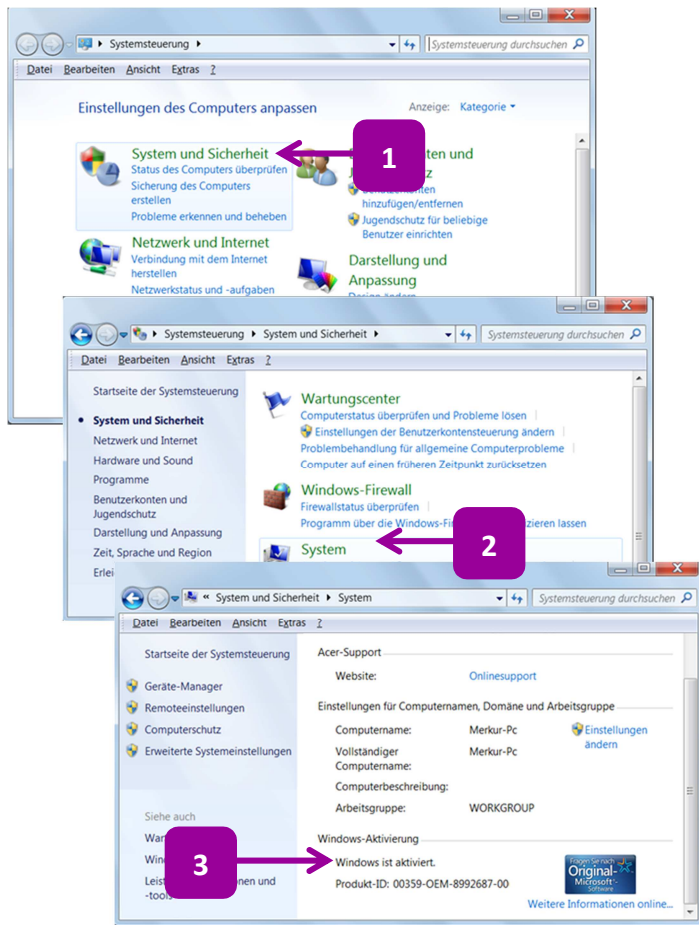 Systemsteuerung
Systemsteuerung durchsuchen
Datei Bearbeiten Ansicht Extras ?
Einstellungen des Computers anpassen
Anzeige: Kategorie
System und Sicherheit
Status des Computers überprüfen
Sicherung des Computers
erstellen
Probleme erkennen und beheben
1
und
hinzufügen/entfernen
Jugendschutz für beliebige
Benutzer einrichten
Netzwerk und Internet
Verbindung mit dem Internet
herstellen
Netzwerkstatus und -aufgaben
Darstellung und
Anpassung
Systemsteuerung System und Sicherheit
Systemsteuerung durchsuchen
Datei Bearbeiten Ansicht Extras ?
Startseite der Systemsteuerung
System und Sicherheit
Netzwerk und Internet
Hardware und Sound
Programme
Benutzerkonten und
Jugendschutz
Darstellung und Anpassung
Zeit, Sprache und Region
Wartungscenter
Computerstatus überprüfen und Probleme lösen
Einstellungen der Benutzerkontensteuerung ändern
Problembehandlung für allgemeine Computerprobleme
Computer auf einen früheren Zeitpunkt zurücksetzen
Windows-Firewall
Firewallstatus überprüfen
Programm über die lassen
System
2
« System und Sicherheit System
Systemsteuerung durchsuchen
Datei Bearbeiten Ansicht Extras ?
Startseite der Systemsteuerung
Geräte-Manager
Remoteeinstellungen
Computerschutz
Erweiterte Systemeinstellungen
Siehe auch
und
-tools
3
Acer-Support
Website: Onlinesupport
Einstellungen für Computernamen, Domäne und Arbeitsgruppe
Computername: Merkur-Pc
Einstellungen
ändern
Vollständiger Merkur-Pc
Computername:
Computerbeschreibung:
Arbeitsgruppe: WORKGROUP
Windows-Aktivierung
Windows ist aktiviert.
Produkt-ID: 00359-OEM-8992687-00
Fragen Sie nach
Original-
Microsoft®-
Software
Weitere Informationen online...